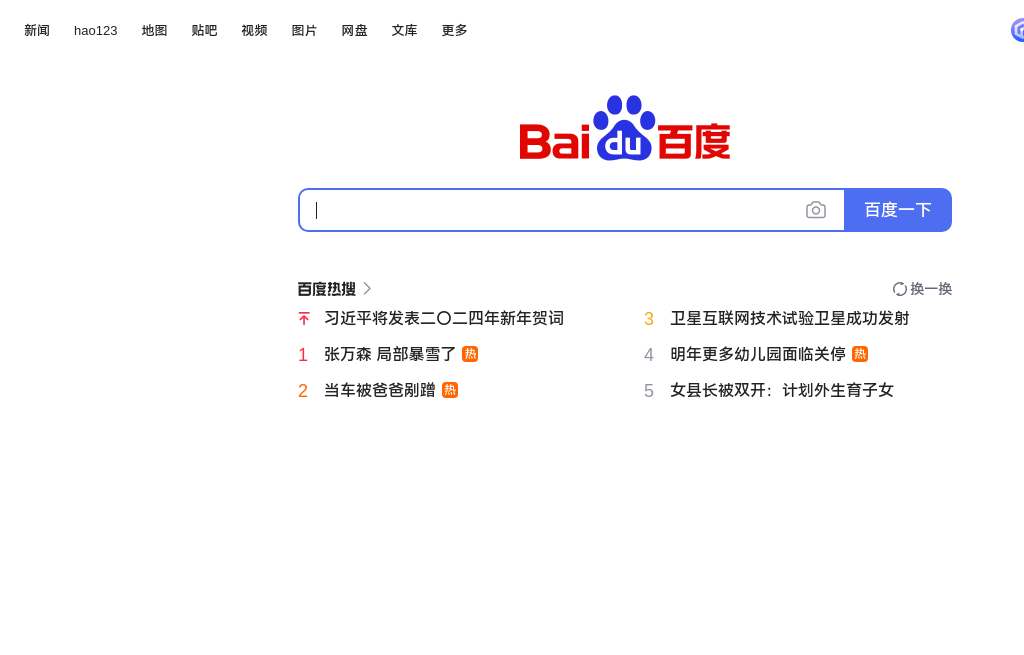 新闻 hao123 地图 贴吧 视频 图片 网盘 文库 更多
Bai du 百度
百度一下
百度热搜 换一换
习近平将发表二〇二四年新年贺词
1 张万森 局部暴雪了 热
2 当车被爸爸剐蹭 热
3 卫星互联网技术试验卫星成功发射
4 明年更多幼儿园面临关停 热
5 女县长被双开：计划外生育子女